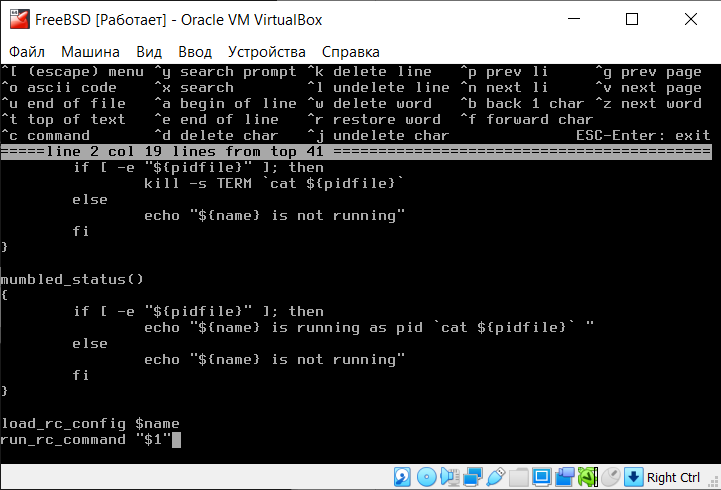 FreeBSD [Работает] - Oracle VM VirtualBox
Файл Машина Вид Ввод Устройства Справка
^[ (escape) menu ^y search prompt ^k delete line ^p prev li ^g prev page
^o ascii code ^x search ^l undelete line ^n next li ^v next page
^u end of file ^a begin of line ^w delete word ^b back 1 char ^z next word
^t top of text ^e end of line ^r restore word ^f forward char
^c command ^d delete char ^j undelete char ESC-Enter: exit
=====line 2 col 19 lines from top 41 ==========================================
        if [ -e "${pidfile}" ]; then
                kill -s TERM `cat ${pidfile}`
        else
                echo "${name} is not running"
        fi
}
mumbled_status()
{
        if [ -e "${pidfile}" ]; then
                echo "${name} is running as pid `cat ${pidfile}` "
        else
                echo "${name} is not running"
        fi
}
load_rc_config $name
run_rc_command "$1"
Right Ctrl